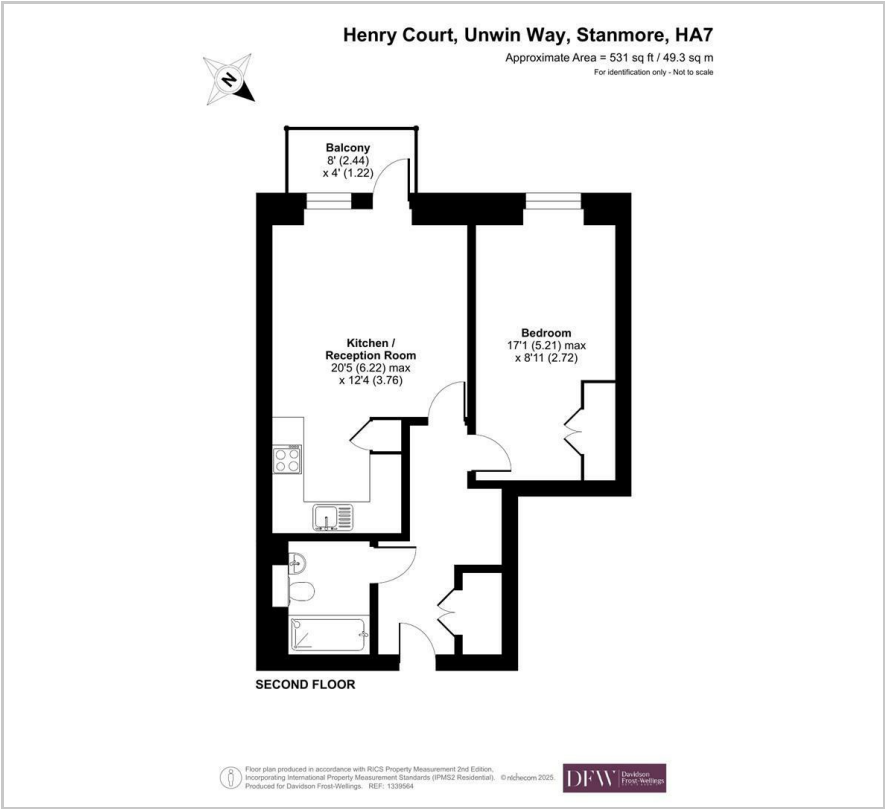 Henry Court, Unwin Way, Stanmore, HA7
Approximate Area = 531 sq ft / 49.3 sq m
For identification only - Not to scale
N
Balcony
8' (2.44)
x 4' (1.22)
Kitchen /
Reception Room
20'5 (6.22) max
x 12'4 (3.76)
Bedroom
17'1 (5.21) max
x 8'11 (2.72)
SECOND FLOOR
Floor plan produced in accordance with RICS Property Measurement 2nd Edition,
Incorporating International Property Measurement Standards (IPMS2 Residential). © nichecom 2025.
Produced for Davidson Frost-Wellings. REF: 1339564
DFW
Davidson
Frost-Wellings